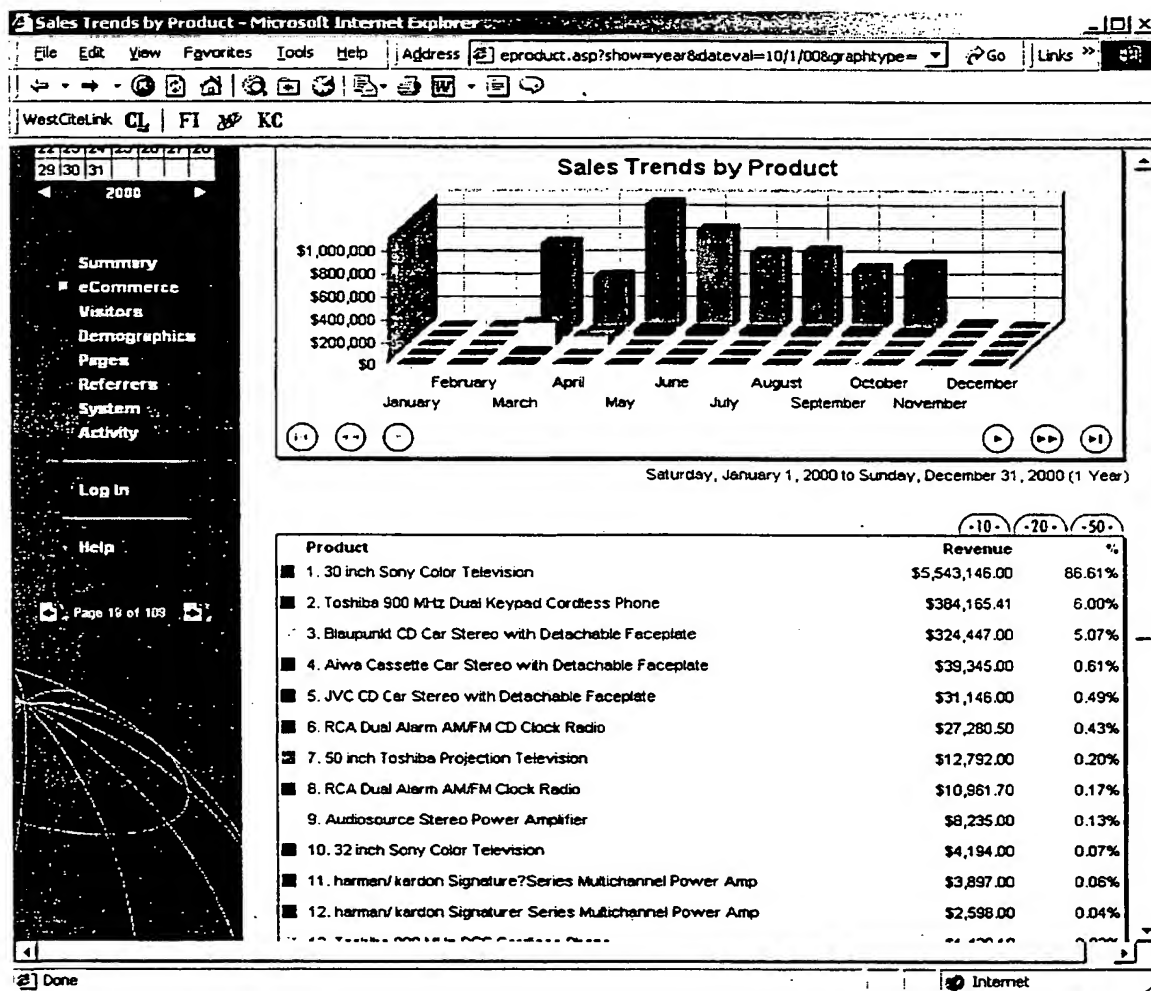 Sales Trends by Product - Microsoft Internet Explorer
File Edit View Favorites Tools Help Address eproduct.asp?show=year&dateval=10/1/00&graphtype= Go Links »
WestCiteLink CL FI KC
22 23 24 25 26 27 28
29 30 31
2000
Summary
eCommerce
Visitors
Demographics
Pages
Referrers
System
Activity
Log In
Help
Page 19 of 109
Sales Trends by Product
$1,000,000
$800,000
$600,000
$400,000
$200,000
$0
February April June August October December
January March May July September November
Saturday, January 1, 2000 to Sunday, December 31, 2000 (1 Year)
-10- -20- -50-
Product Revenue %
1. 30 inch Sony Color Television $5,543,146.00 86.61%
2. Toshiba 900 MHz Dual Keypad Cordless Phone $384,165.41 6.00%
3. Blaupunkt CD Car Stereo with Detachable Faceplate $324,447.00 5.07%
4. Aiwa Cassette Car Stereo with Detachable Faceplate $39,345.00 0.61%
5. JVC CD Car Stereo with Detachable Faceplate $31,146.00 0.49%
6. RCA Dual Alarm AM/FM CD Clock Radio $27,280.50 0.43%
7. 50 inch Toshiba Projection Television $12,792.00 0.20%
8. RCA Dual Alarm AM/FM Clock Radio $10,961.70 0.17%
9. Audiosource Stereo Power Amplifier $8,235.00 0.13%
10. 32 inch Sony Color Television $4,194.00 0.07%
11. harman/kardon Signature?Series Multichannel Power Amp $3,897.00 0.06%
12. harman/kardon Signaturer Series Multichannel Power Amp $2,598.00 0.04%
Done Internet